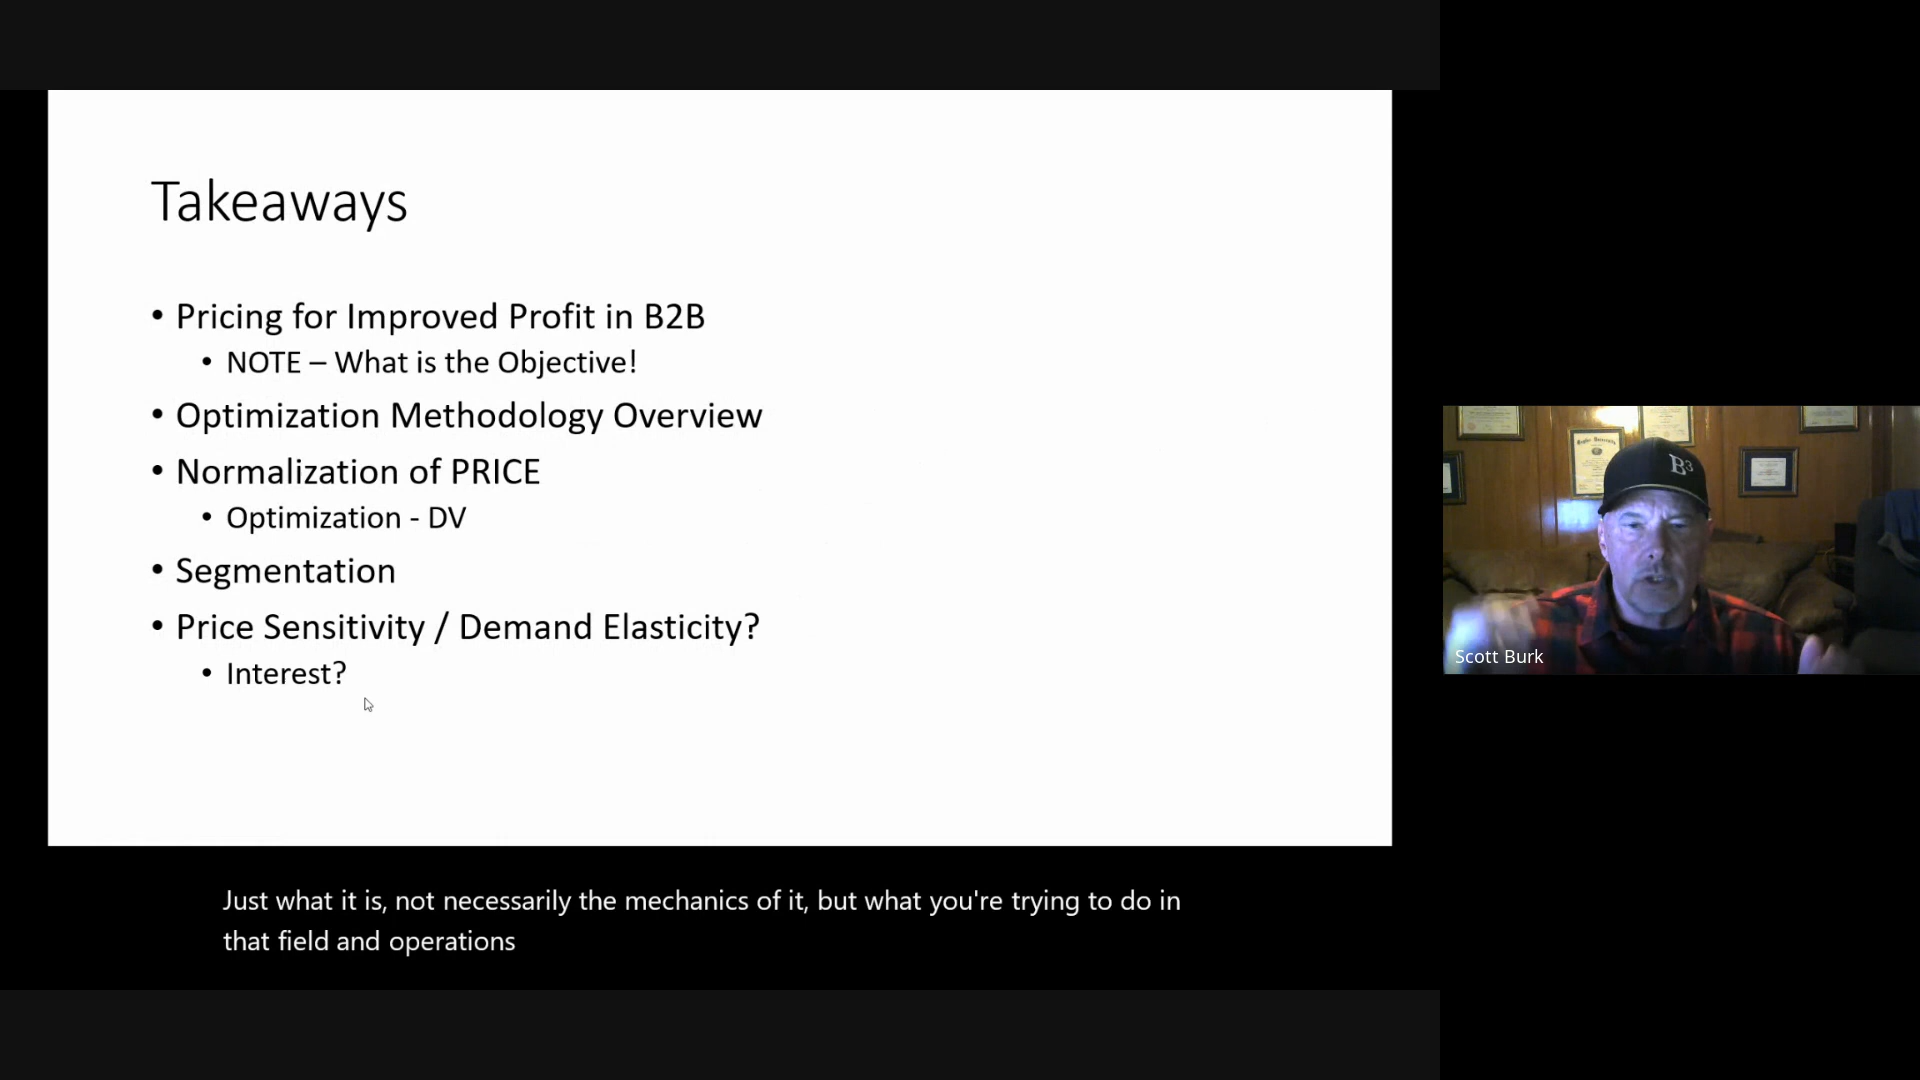 Takeaways
• Pricing for Improved Profit in B2B
• NOTE – What is the Objective!
• Optimization Methodology Overview
• Normalization of PRICE
• Optimization - DV
• Segmentation
• Price Sensitivity / Demand Elasticity?
• Interest?
B3
Scott Burk
Just what it is, not necessarily the mechanics of it, but what you're trying to do in
that field and operations